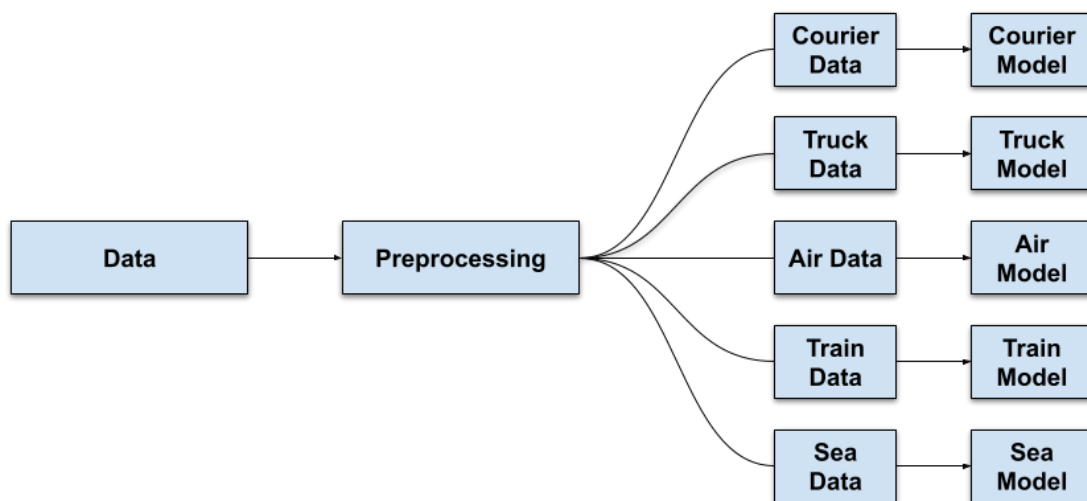 Data
Preprocessing
Courier
Data
Courier
Model
Truck
Data
Truck
Model
Air Data
Air
Model
Train
Data
Train
Model
Sea
Data
Sea
Model